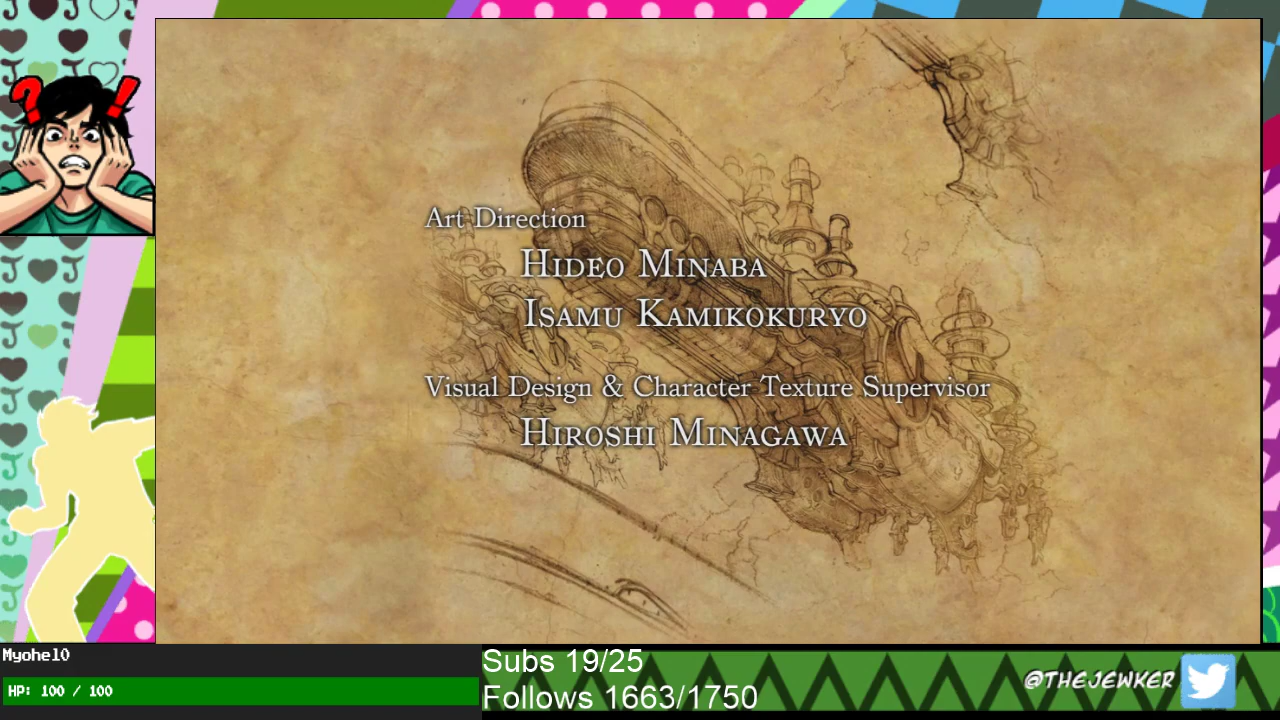 Art Direction
Hideo Minaba
Isamu Kamikokuryo
Visual Design & Character Texture Supervisor
Hiroshi Minagawa
Myohel0
HP: 100 / 100
Subs 19/25
Follows 1663/1750
@THEJEWKER